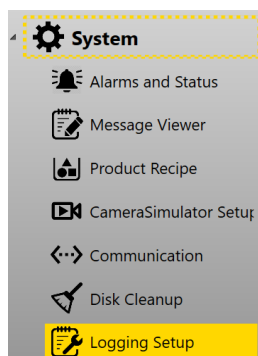 System
Alarms and Status
Message Viewer
Product Recipe
CameraSimulator Setup
Communication
Disk Cleanup
Logging Setup